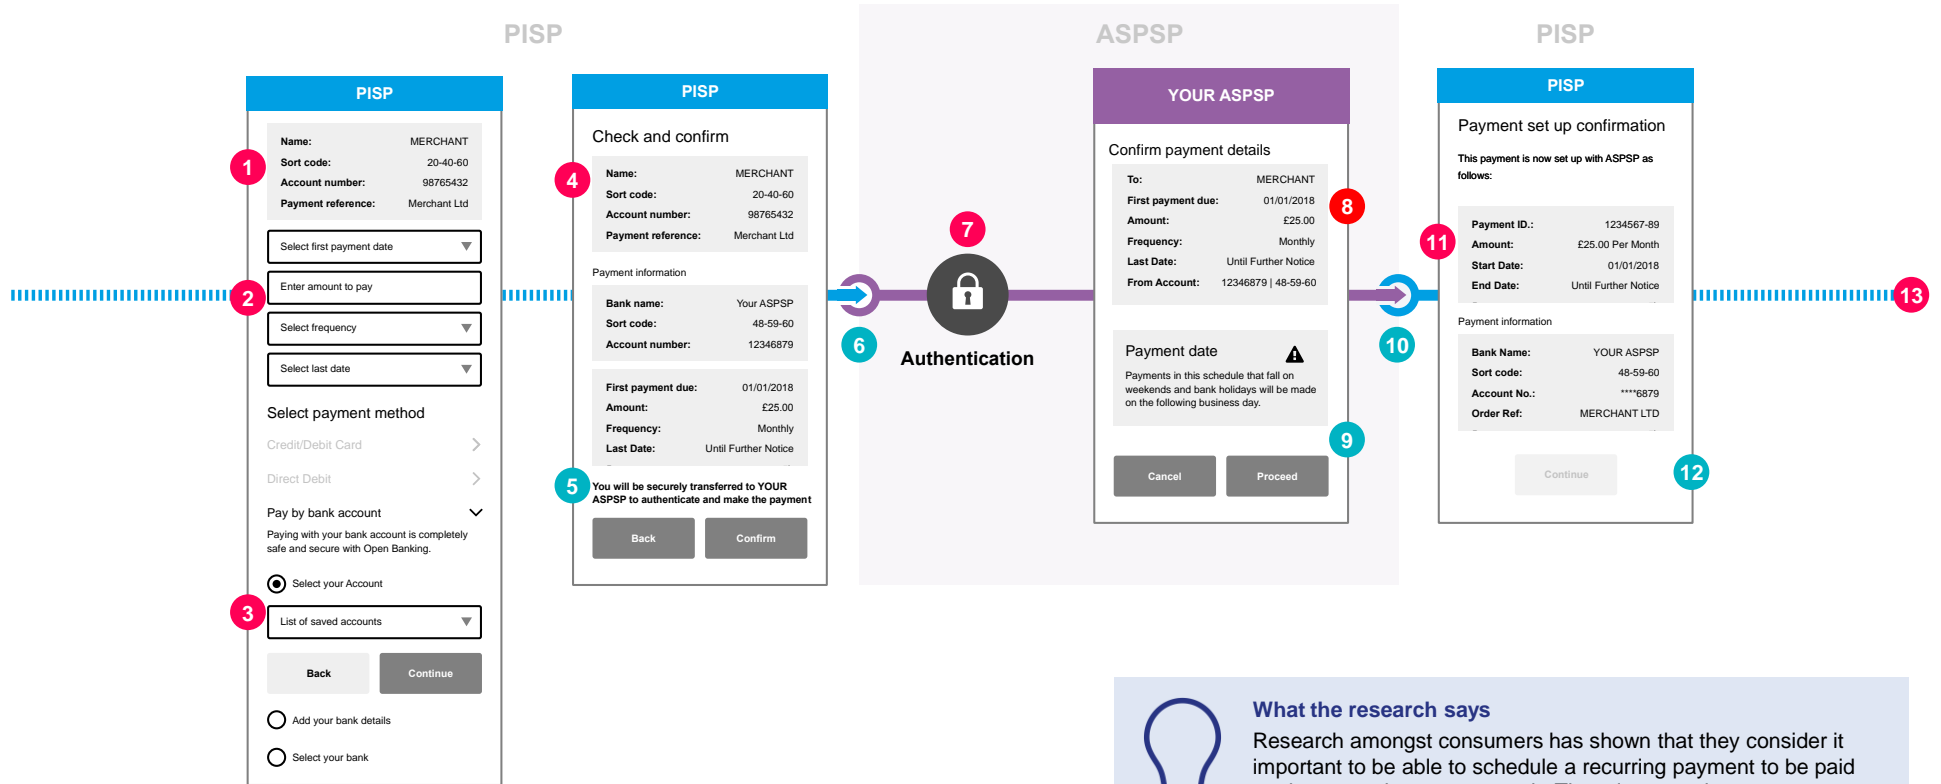 PISP
ASPSP
PISP
PISP
Name: MERCHANT
1
Sort code: 20-40-60
Account number: 98765432
Payment reference: Merchant Ltd
Select first payment date
Enter amount to pay
2
Select frequency
Select last date
Select payment method
Credit/Debit Card
Direct Debit
Pay by bank account
Paying with your bank account is completely
safe and secure with Open Banking.
Select your Account
3
List of saved accounts
Back Continue
Add your bank details
Select your bank
PISP
Check and confirm
4
Name: MERCHANT
Sort code: 20-40-60
Account number: 98765432
Payment reference: Merchant Ltd
Payment information
Bank name: Your ASPSP
Sort code: 48-59-60
Account number: 12346879
First payment due: 01/01/2018
Amount: £25.00
Frequency: Monthly
Last Date: Until Further Notice
5
You will be securely transferred to YOUR
ASPSP to authenticate and make the payment
Back Confirm
6
7
Authentication
YOUR ASPSP
Confirm payment details
To: MERCHANT
First payment due: 01/01/2018
8
Amount: £25.00
Frequency: Monthly
Last Date: Until Further Notice
From Account: 12346879 | 48-59-60
Payment date
Payments in this schedule that fall on
weekends and bank holidays will be made
on the following business day.
9
Cancel Proceed
10
PISP
Payment set up confirmation
This payment is now set up with ASPSP as
follows:
Payment ID.: 1234567-89
11
Amount: £25.00 Per Month
Start Date: 01/01/2018
End Date: Until Further Notice
Payment information
Bank Name: YOUR ASPSP
Sort code: 48-59-60
Account No.: ****6879
Order Ref: MERCHANT LTD
Continue
12
13
What the research says
Research amongst consumers has shown that they consider it
important to be able to schedule a recurring payment to be paid